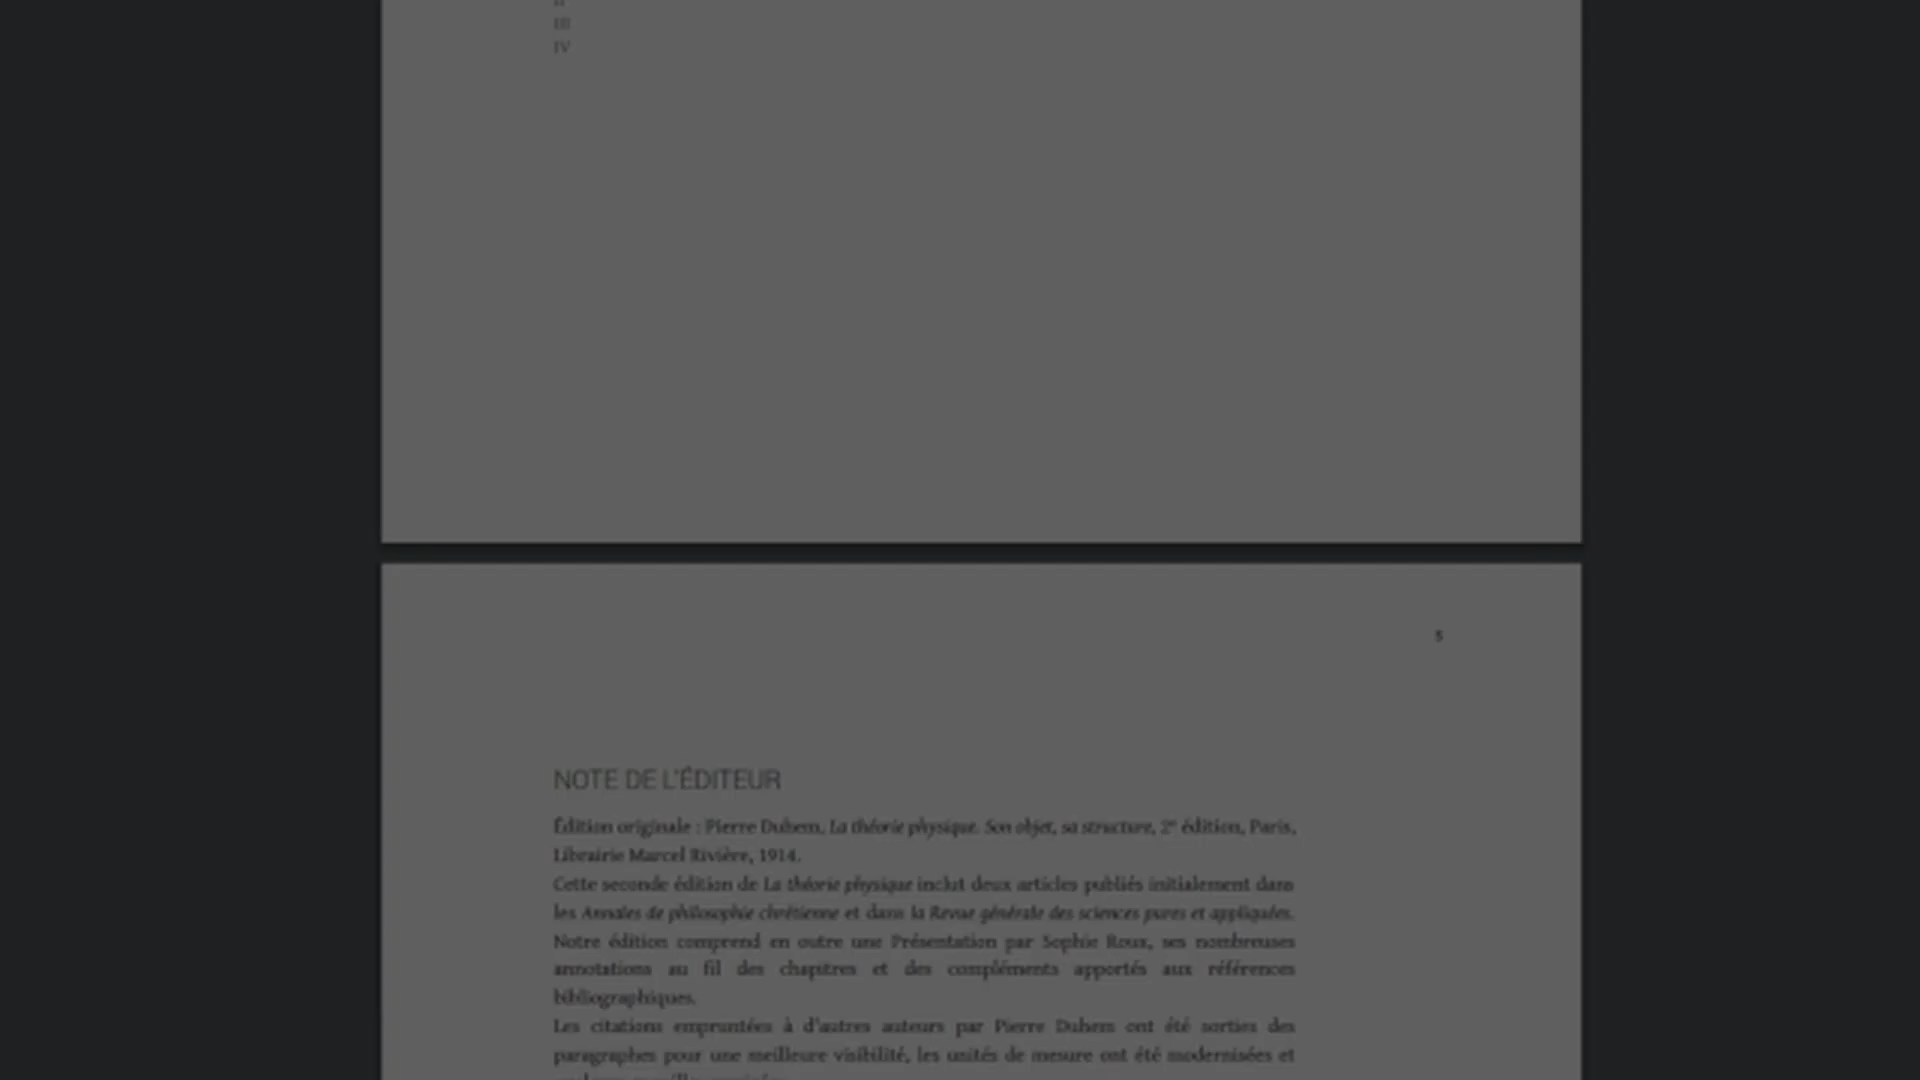 II
III
IV
5
NOTE DE L'ÉDITEUR
Édition originale : Pierre Duhem, La théorie physique. Son objet, sa structure, 2e édition, Paris,
Librairie Marcel Rivière, 1914.
Cette seconde édition de La théorie physique inclut deux articles publiés initialement dans
les Annales de philosophie chrétienne et dans la Revue générale des sciences pures et appliquées.
Notre édition comprend en outre une Présentation par Sophie Roux, ses nombreuses
annotations au fil des chapitres et des compléments apportés aux références
bibliographiques.
Les citations empruntées à d'autres auteurs par Pierre Duhem ont été sorties des
paragraphes pour une meilleure visibilité, les unités de mesure ont été modernisées et